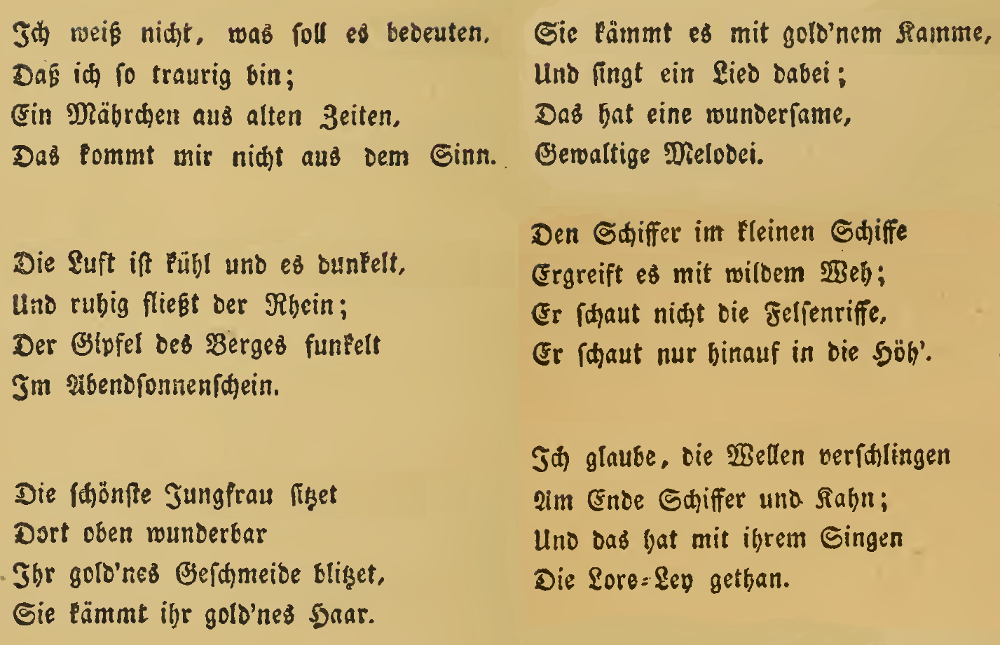 Ich weiß nicht, was soll es bedeuten,
Daß ich so traurig bin;
Ein Mährchen aus alten Zeiten,
Das kommt mir nicht aus dem Sinn.
Die Luft ist kühl und es dunkelt,
Und ruhig fließt der Rhein;
Der Gipfel des Berges funkelt
Im Abendsonnenschein.
Die schönste Jungfrau sitzet
Dort oben wunderbar
Ihr gold'nes Geschmeide blitzet,
Sie kämmt ihr gold'nes Haar.
Sie kämmt es mit gold'nem Kamme,
Und singt ein Lied dabei;
Das hat eine wundersame,
Gewaltige Melodei.
Den Schiffer im kleinen Schiffe
Ergreift es mit wildem Weh;
Er schaut nicht die Felsenriffe,
Er schaut nur hinauf in die Höh'.
Ich glaube, die Wellen verschlingen
Am Ende Schiffer und Kahn;
Und das hat mit ihrem Singen
Die Lore-Ley gethan.